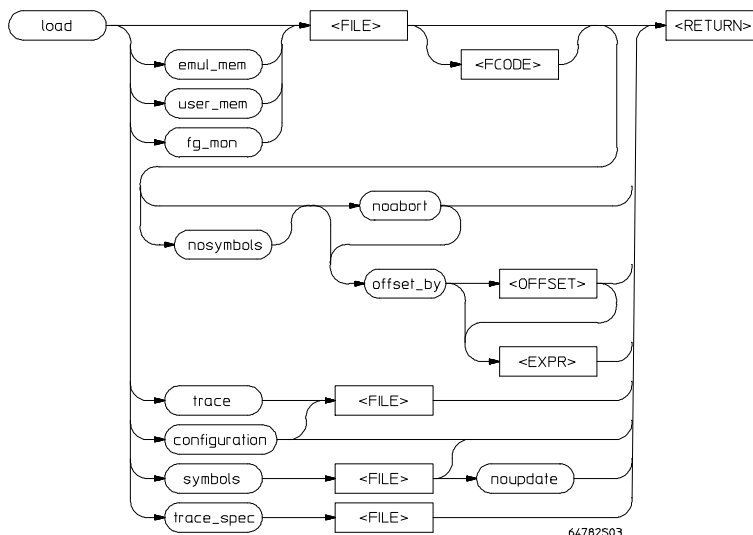 load
<FILE>
<RETURN>
emul_mem
<FCODE>
user_mem
fg_mon
noabort
nosymbols
offset_by
<OFFSET>
<EXPR>
trace
<FILE>
configuration
symbols
<FILE>
noupdate
trace_spec
<FILE>
64782S03